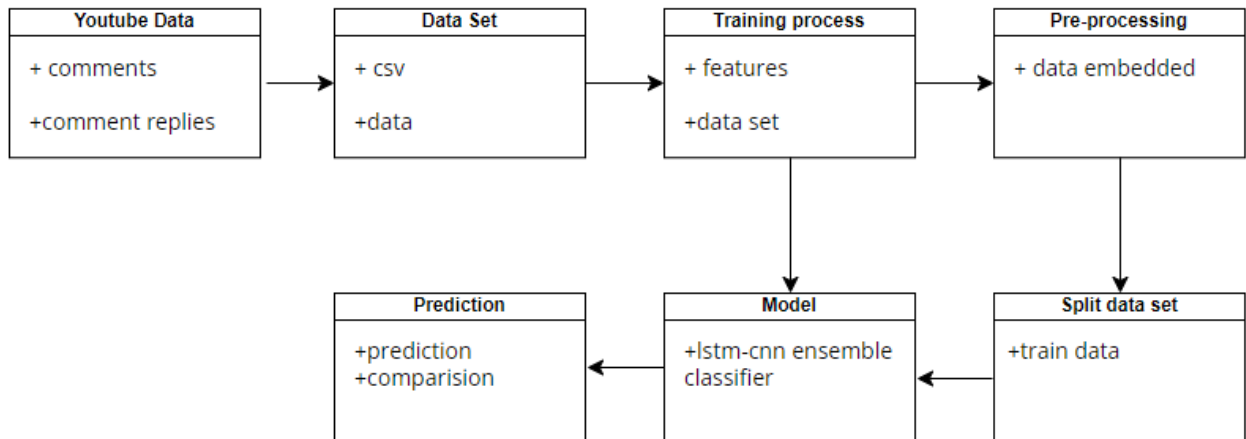 Youtube Data
+ comments
+comment replies
Data Set
+ csv
+data
Training process
+ features
+data set
Pre-processing
+ data embedded
Prediction
+prediction
+comparision
Model
+lstm-cnn ensemble
classifier
Split data set
+train data